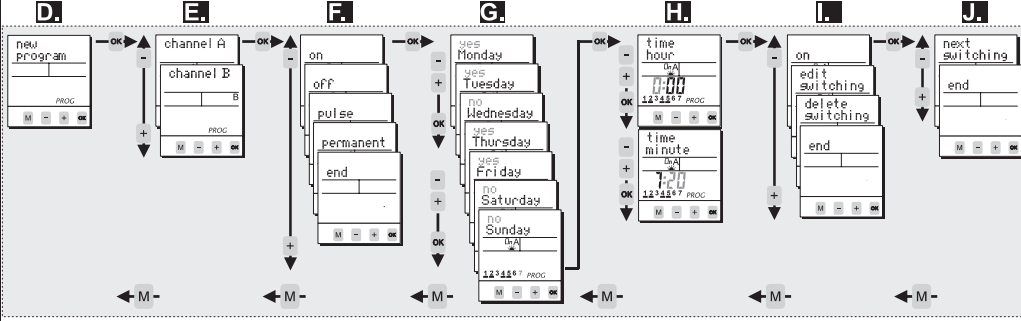 D.
new
program
PROG
M - + OK
OK
-
+
E.
channel A
channel B
B
PROG
M - + OK
M
OK
-
+
F.
on
off
pulse
permanent
end
M - + OK
M
OK
-
+
OK
-
+
OK
G.
yes
Monday
yes
Tuesday
no
Wednesday
yes
Thursday
yes
Friday
no
Saturday
no
Sunday
OnA
1234567 PROG
M - + OK
M
OK
-
+
OK
-
+
OK
H.
time
hour
OnA
0:00
1234567 PROG
M - + OK
time
minute
OnA
7:20
1234567 PROG
M - + OK
M
OK
-
+
I.
on
edit
switching
delete
switching
end
M - + OK
M
OK
-
+
J.
next
switching
end
M - + OK
M